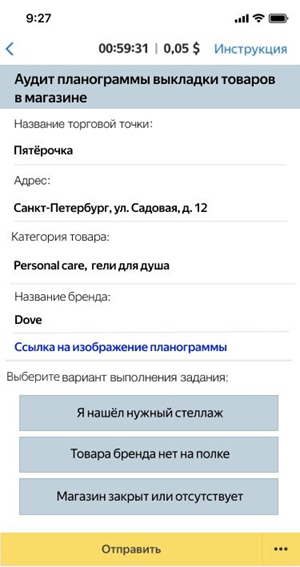 9:27
00:59:31 | 0,05 $ Инструкция
Аудит планограммы выкладки товаров
в магазине
Название торговой точки:
Пятёрочка
Адрес:
Санкт-Петербург, ул. Садовая, д. 12
Категория товара:
Personal care, гели для душа
Название бренда:
Dove
Ссылка на изображение планограммы
Выберите вариант выполнения задания:
Я нашёл нужный стеллаж
Товара бренда нет на полке
Магазин закрыт или отсутствует
Отправить